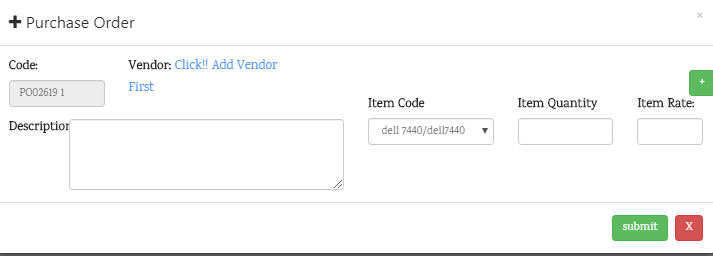 Purchase Order
×
Code:
Vendor: Click!! Add Vendor
First
PO02619 1
+
Item Code
Item Quantity
Item Rate:
Description
dell 7440/dell7440
submit
X